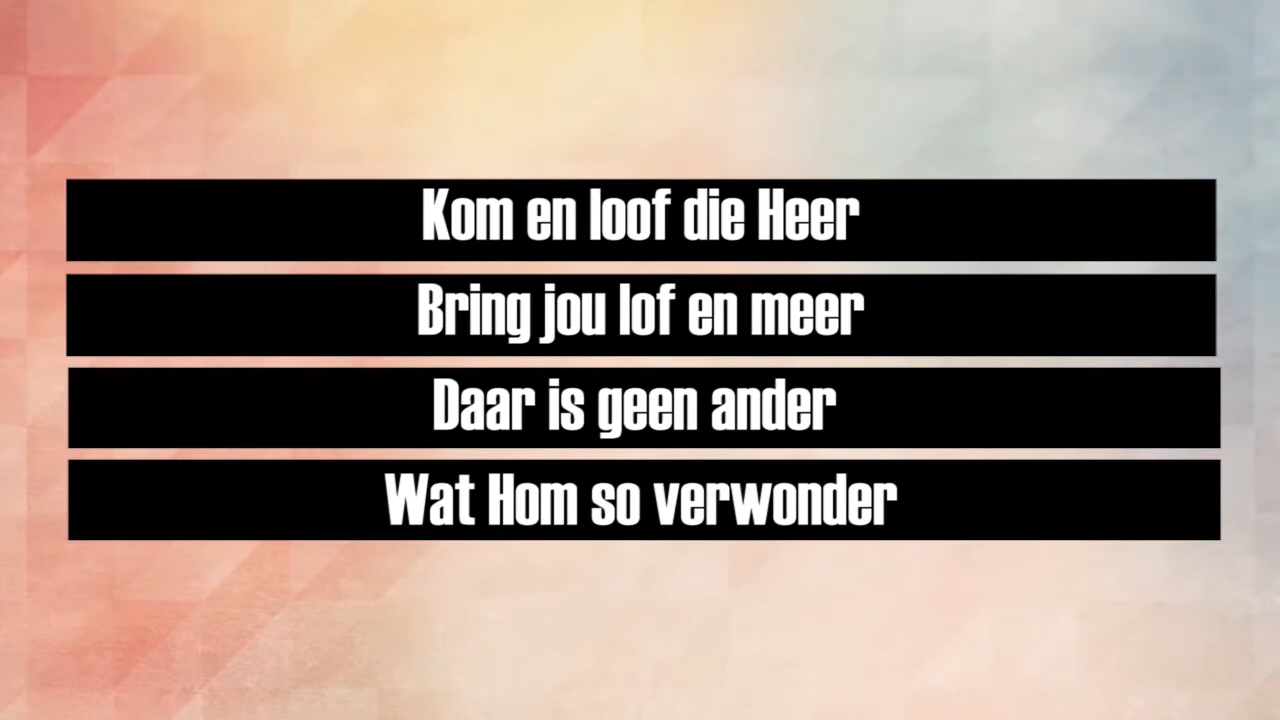 Kom en loof die Heer
Bring jou lof en meer
Daar is geen ander
Wat Hom so verwonder